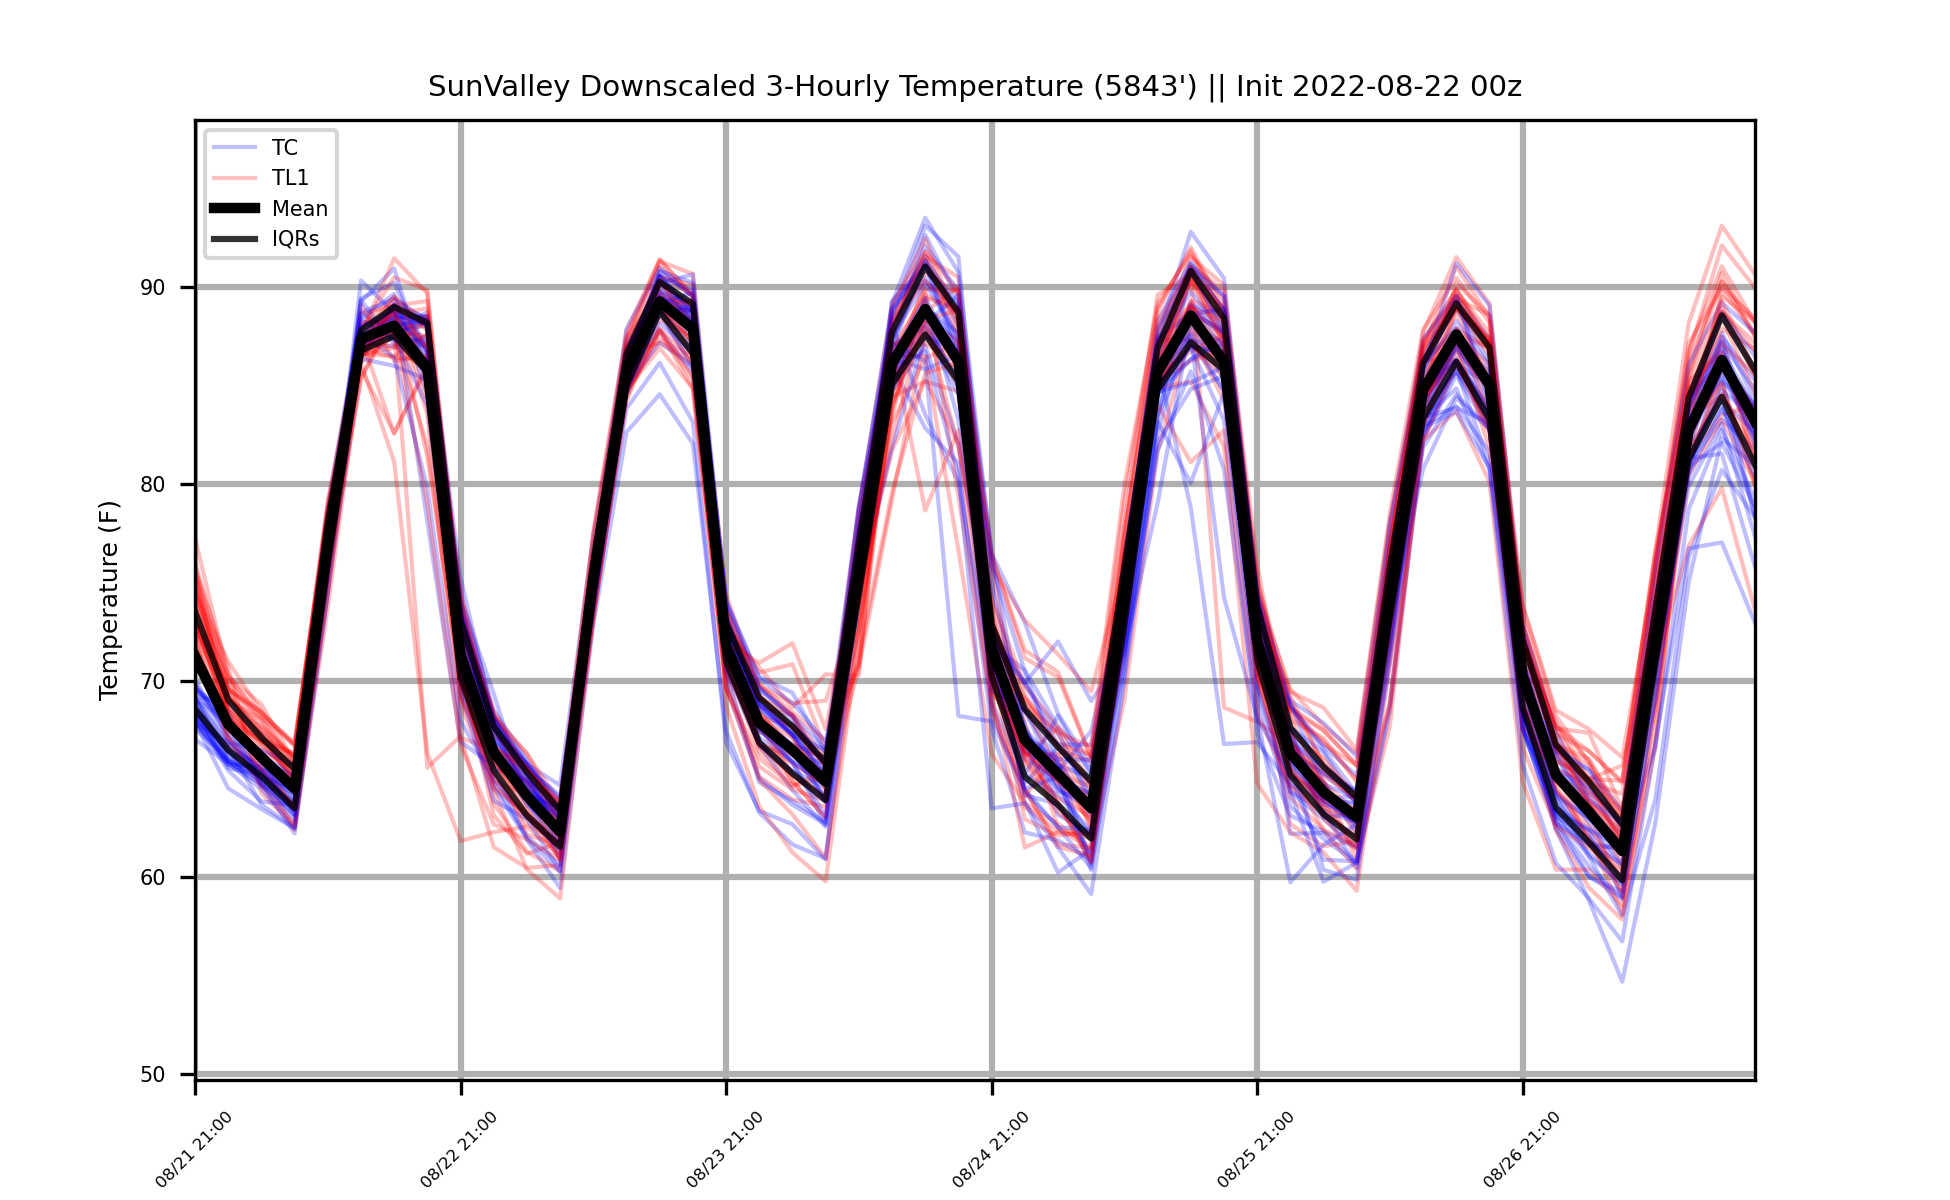 SunValley Downscaled 3-Hourly Temperature (5843') || Init 2022-08-22 00z
TC
TL1
Mean
IQRs
Temperature (F)
90
80
70
60
50
08/21 21:00
08/22 21:00
08/23 21:00
08/24 21:00
08/25 21:00
08/26 21:00